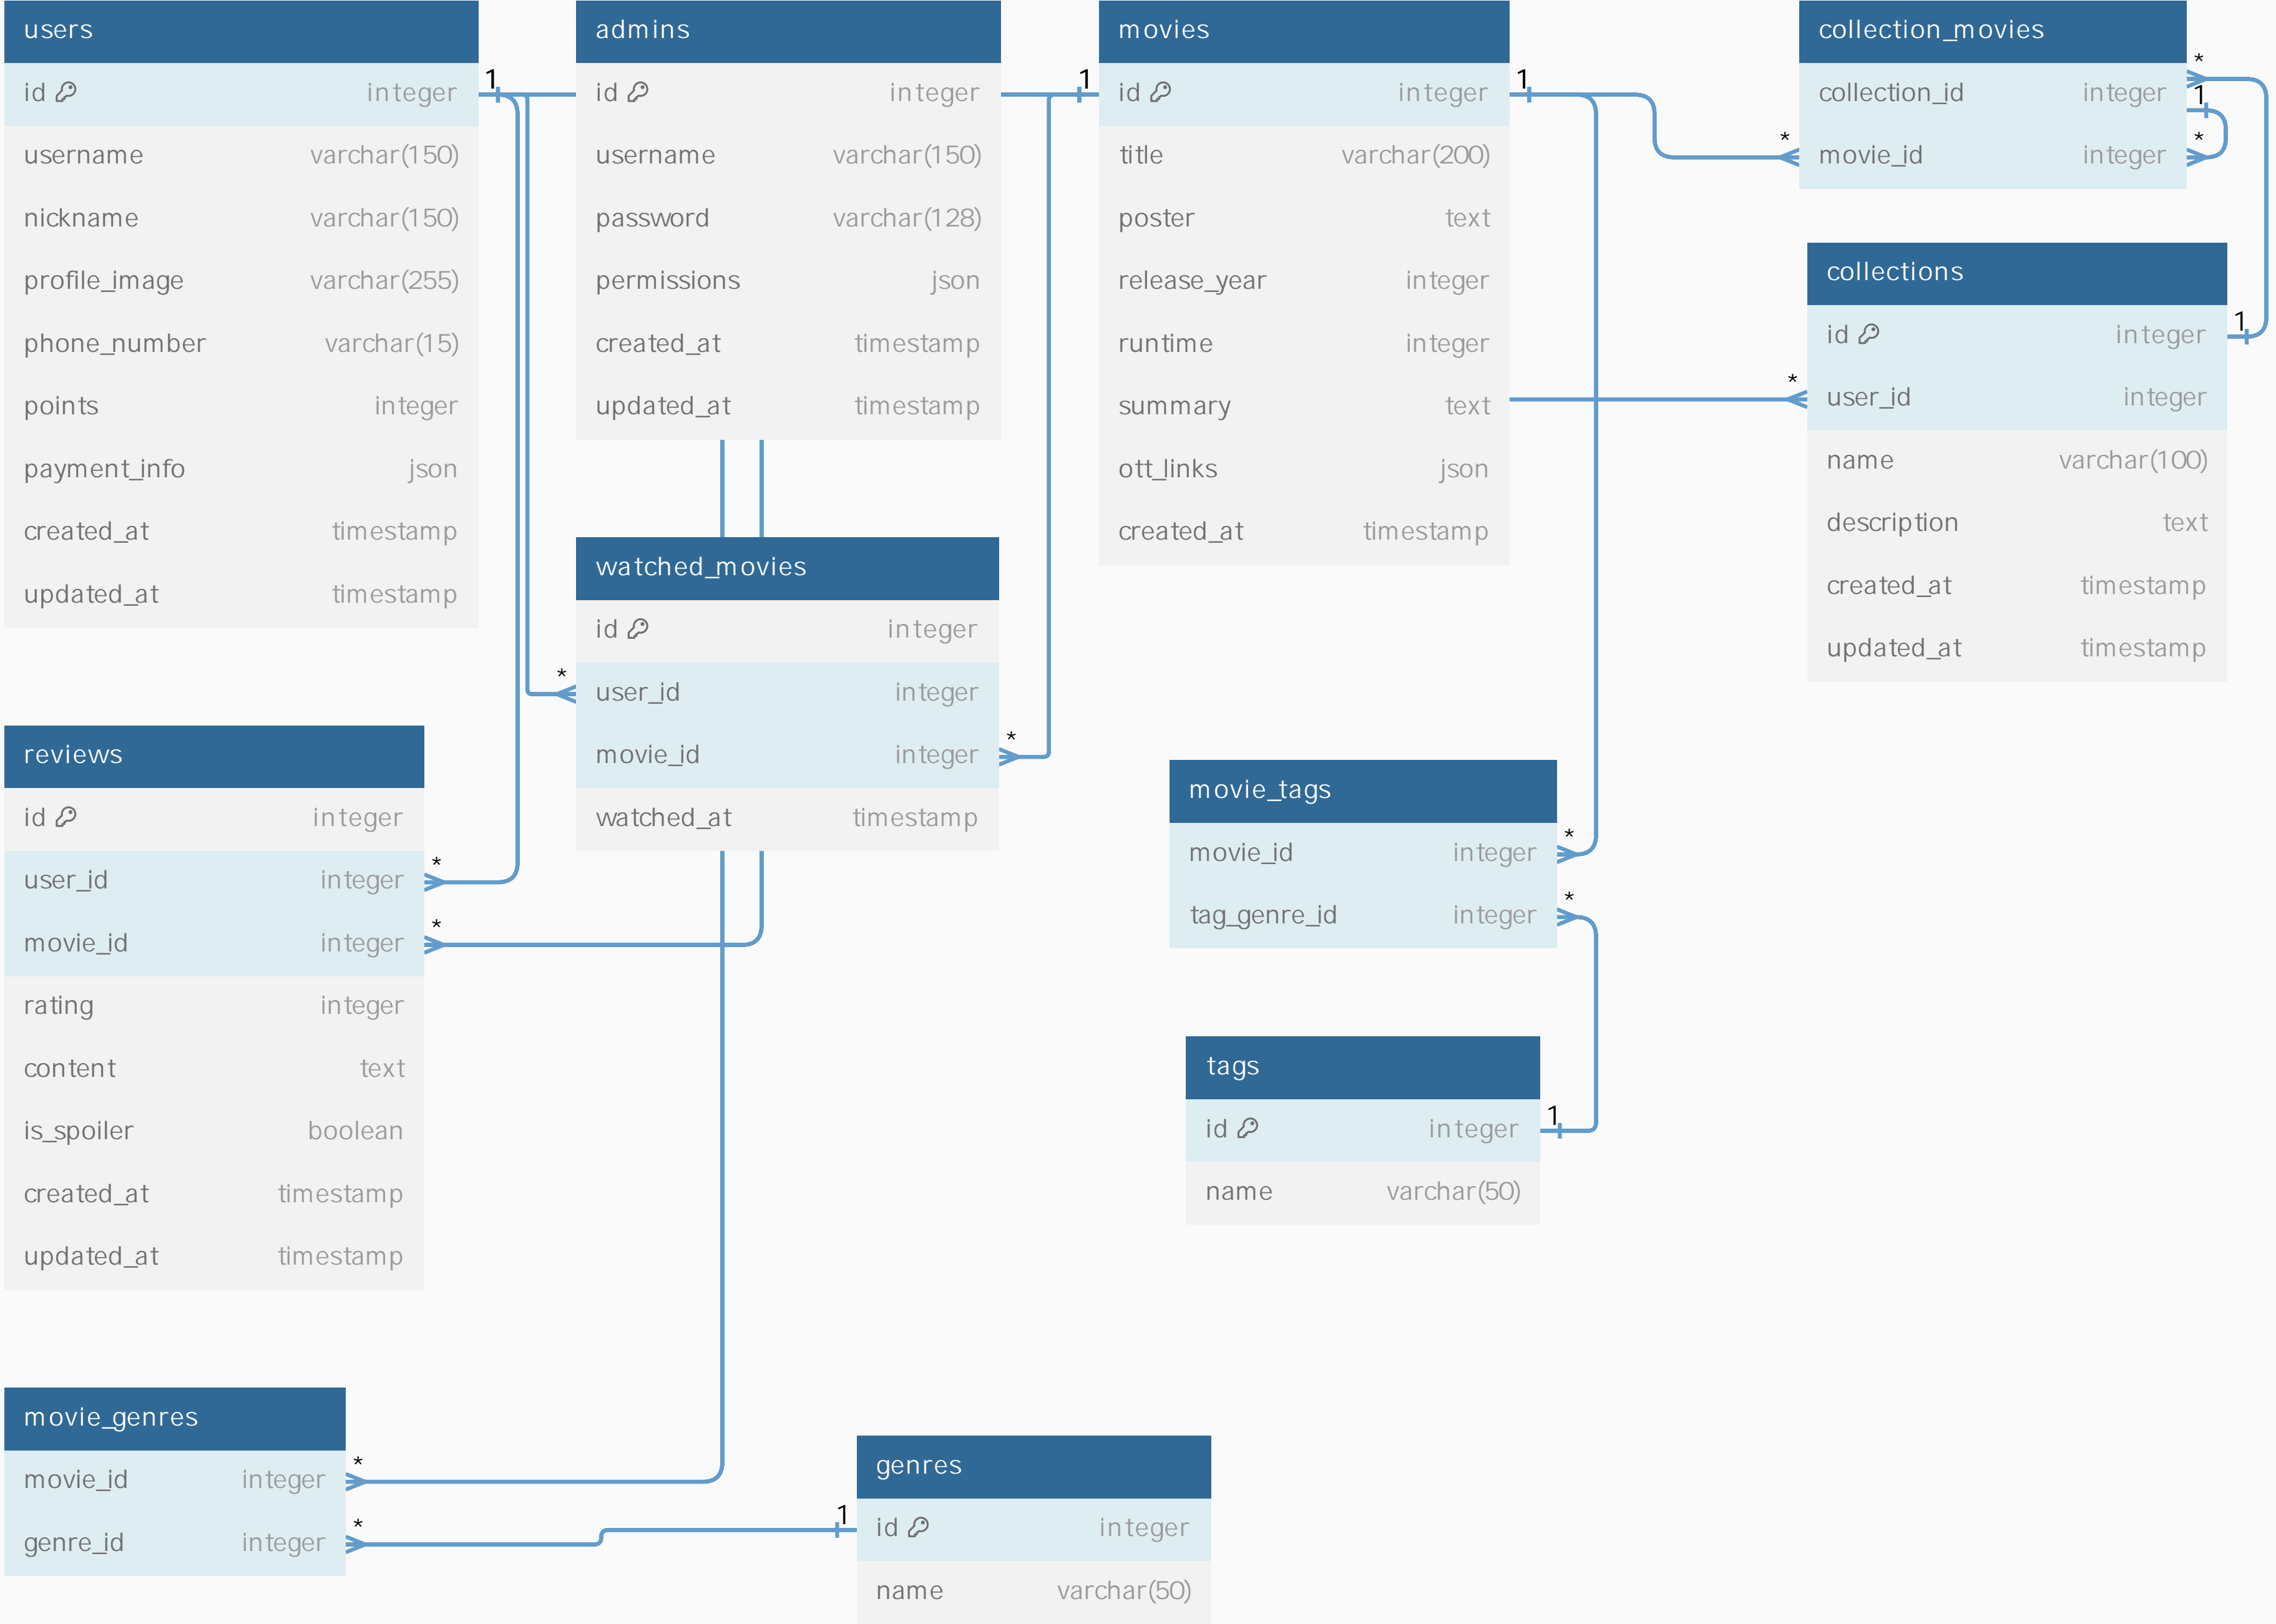 users
id integer
username varchar(150)
nickname varchar(150)
profile_image varchar(255)
phone_number varchar(15)
points integer
payment_info json
created_at timestamp
updated_at timestamp
1
admins
id integer
username varchar(150)
password varchar(128)
permissions json
created_at timestamp
updated_at timestamp
1
movies
id integer
title varchar(200)
poster text
release_year integer
runtime integer
summary text
ott_links json
created_at timestamp
1
*
collection_movies
collection_id integer
movie_id integer
*
1
*
collections
id integer
user_id integer
name varchar(100)
description text
created_at timestamp
updated_at timestamp
1
*
watched_movies
id integer
user_id integer
movie_id integer
watched_at timestamp
*
*
reviews
id integer
user_id integer
movie_id integer
rating integer
content text
is_spoiler boolean
created_at timestamp
updated_at timestamp
*
*
movie_tags
movie_id integer
tag_genre_id integer
*
*
tags
id integer
name varchar(50)
1
movie_genres
movie_id integer
genre_id integer
*
*
1
genres
id integer
name varchar(50)